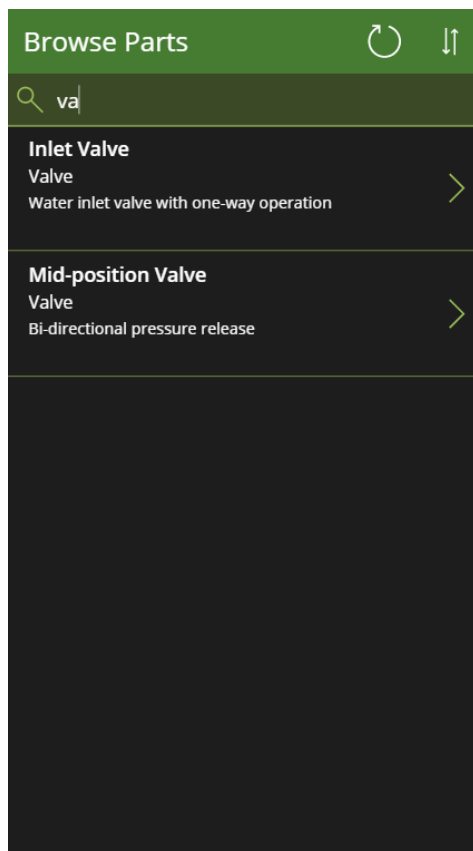 Browse Parts
va
Inlet Valve
Valve
Water inlet valve with one-way operation
Mid-position Valve
Valve
Bi-directional pressure release